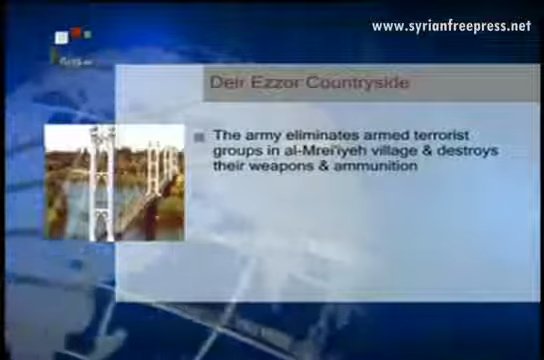 www.syrianfreepress.net
Deir Ezzor Countryside
The army eliminates armed terrorist
groups in al-Mrei'iyeh village & destroys
their weapons & ammunition